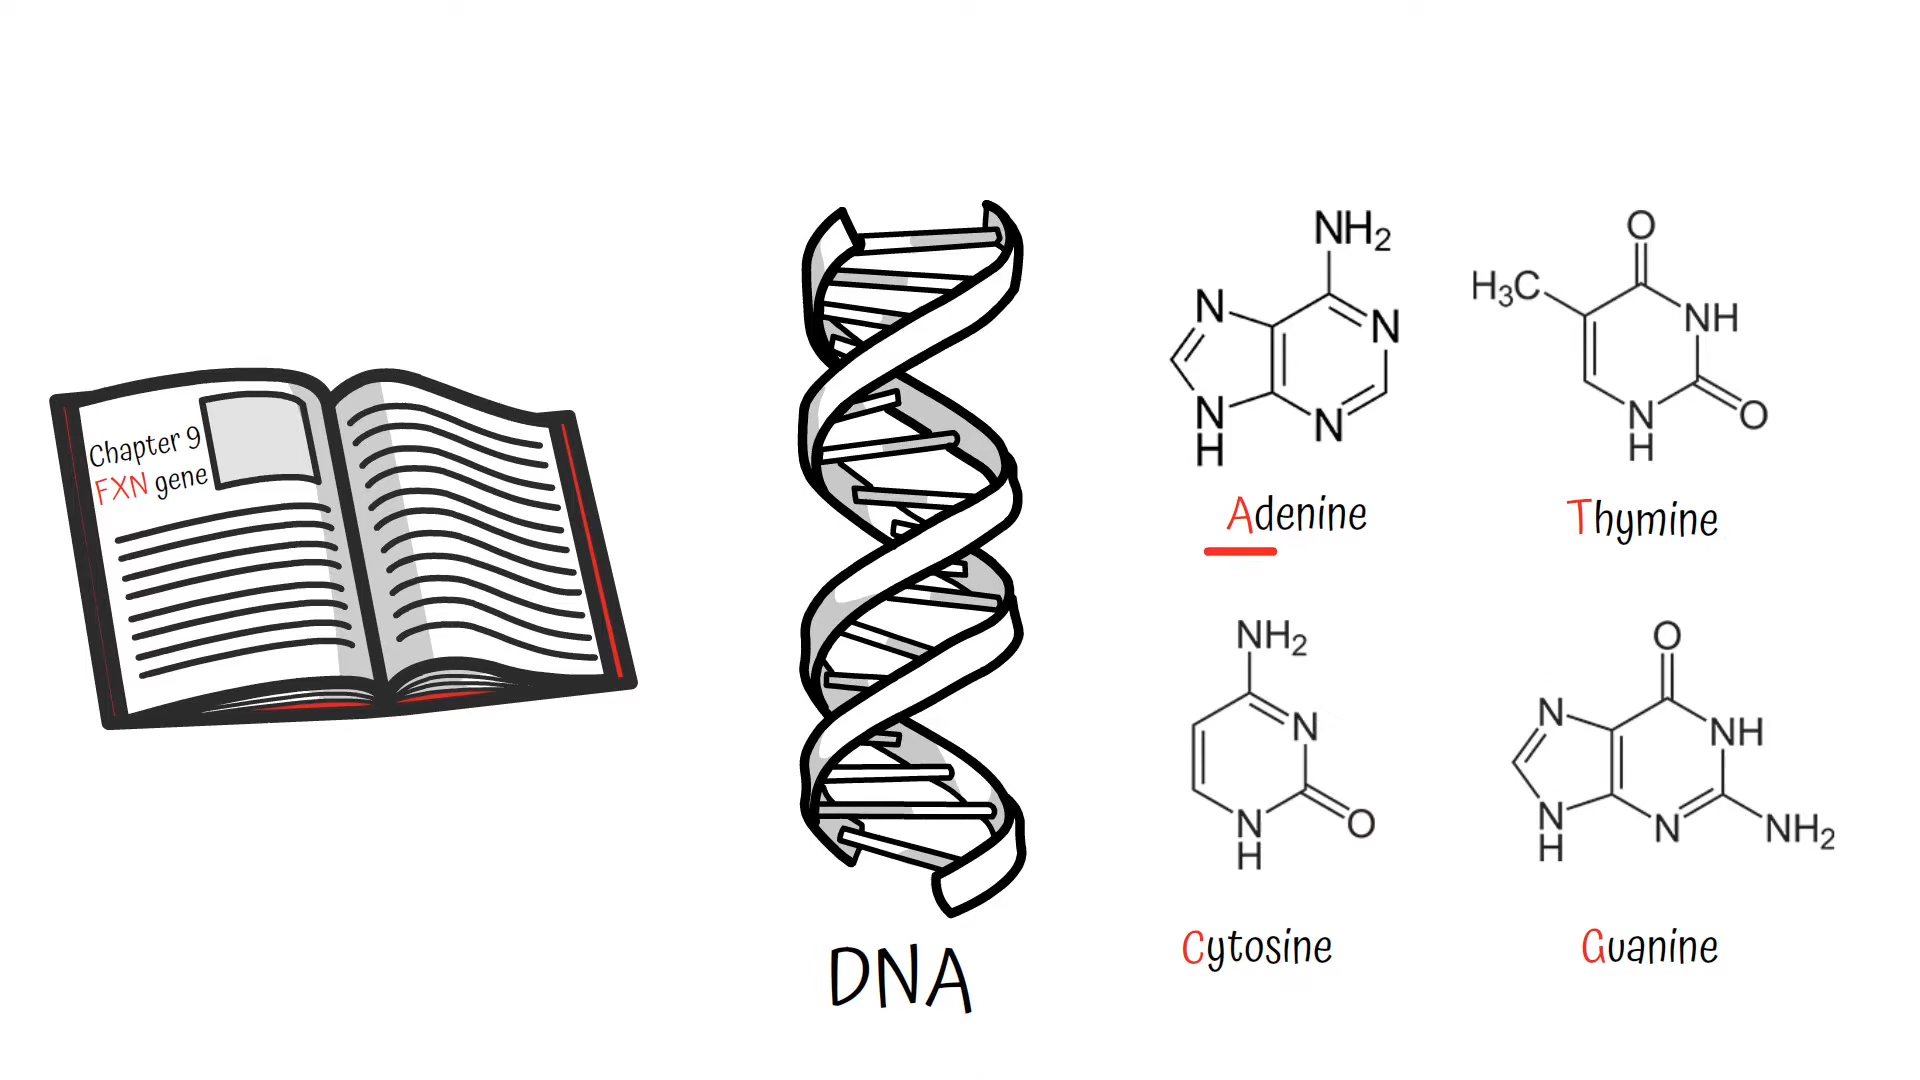 Chapter 9
FXN gene
DNA
NH2
N
N
N
N
H
Adenine
O
H3C
NH
O
N
H
Thymine
NH2
N
N
H
O
Cytosine
O
N
NH
N
H
N
NH2
Guanine